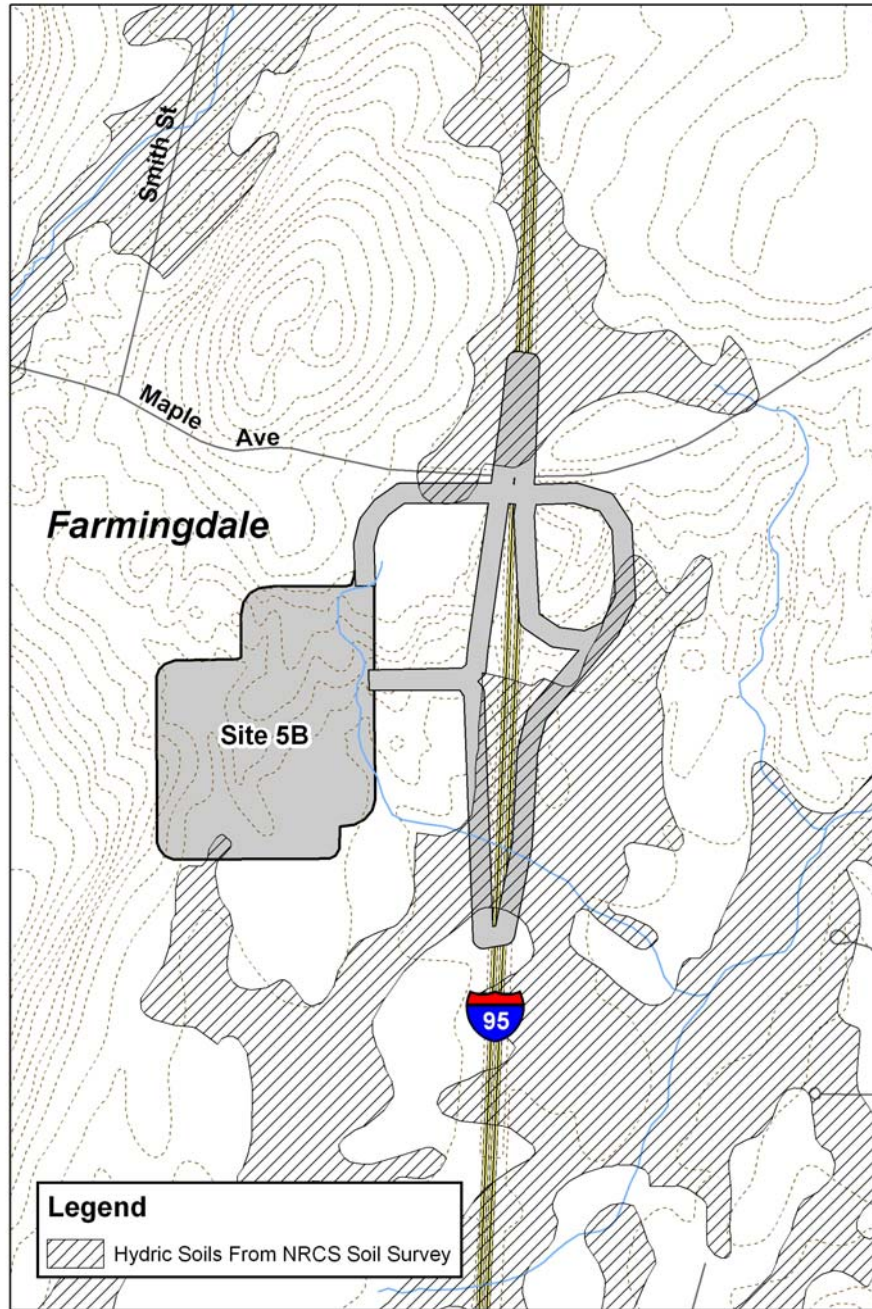 Smith St
Maple Ave
Farmingdale
Site 5B
95
Legend
Hydric Soils From NRCS Soil Survey